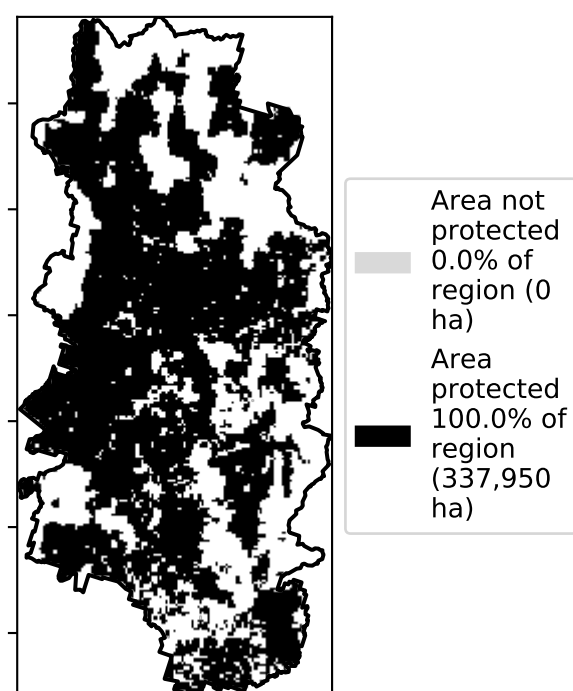 Area not
protected
0.0% of
region (0
ha)
Area
protected
100.0% of
region
(337,950
ha)